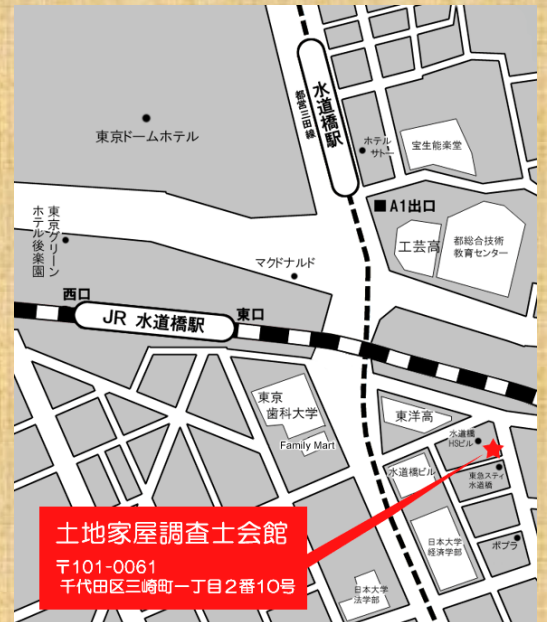 水道橋駅
都営三田線
東京ドームホテル
ホテル
サトー
宝生能楽堂
A1出口
東京グリーン
ホテル後楽園
工芸高
都総合技術
教育センター
マクドナルド
西口
JR 水道橋駅
東口
東京
歯科大学
Family Mart
東洋高
水道橋
HSビル
水道橋ビル
東急スティ
水道橋
日本大学
経済学部
ポプラ
日本大学
法学部
土地家屋調査士会館
〒101-0061
千代田区三崎町一丁目2番10号